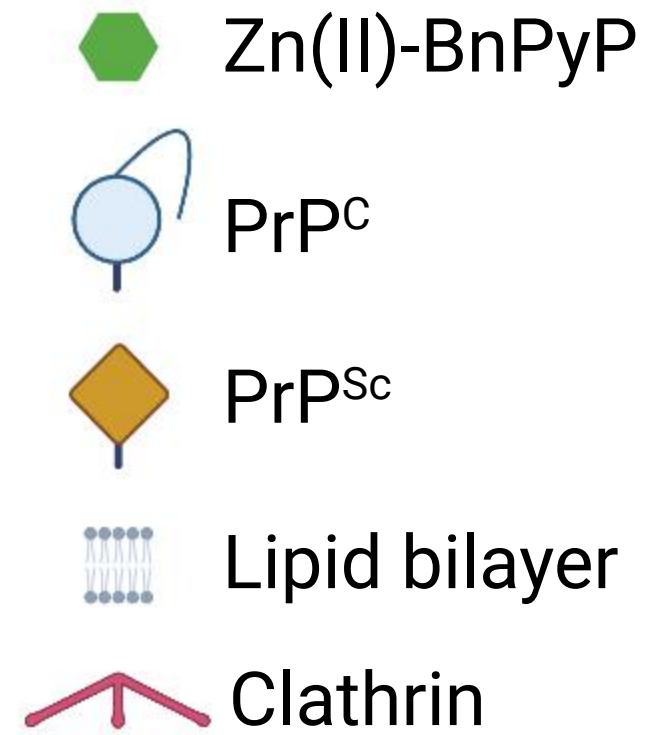 Zn(II)-BnPyP
PrPᶜ
PrPˢᶜ
Lipid bilayer
Clathrin